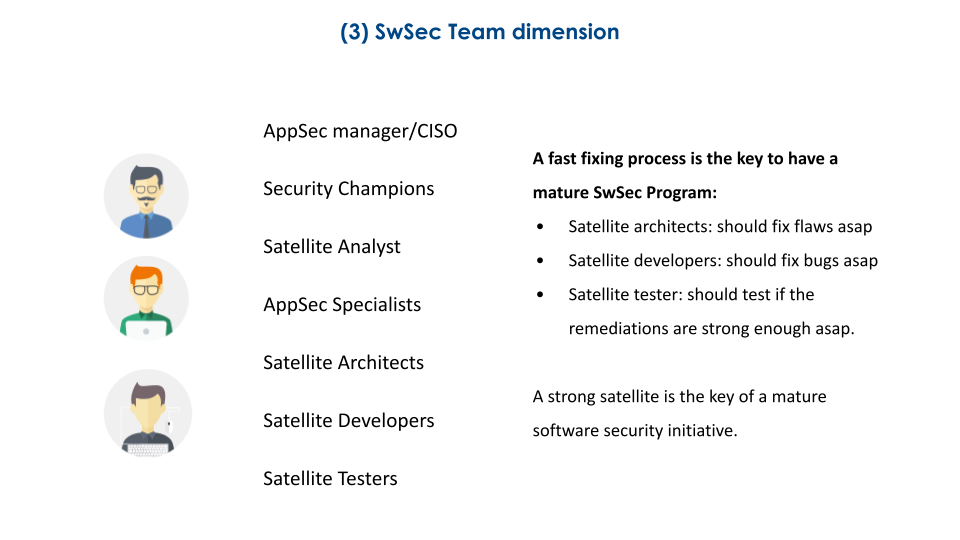 (3) SwSec Team dimension
AppSec manager/CISO
Security Champions
Satellite Analyst
AppSec Specialists
Satellite Architects
Satellite Developers
Satellite Testers
A fast fixing process is the key to have a
mature SwSec Program:
• Satellite architects: should fix flaws asap
• Satellite developers: should fix bugs asap
• Satellite tester: should test if the
remediations are strong enough asap.
A strong satellite is the key of a mature
software security initiative.